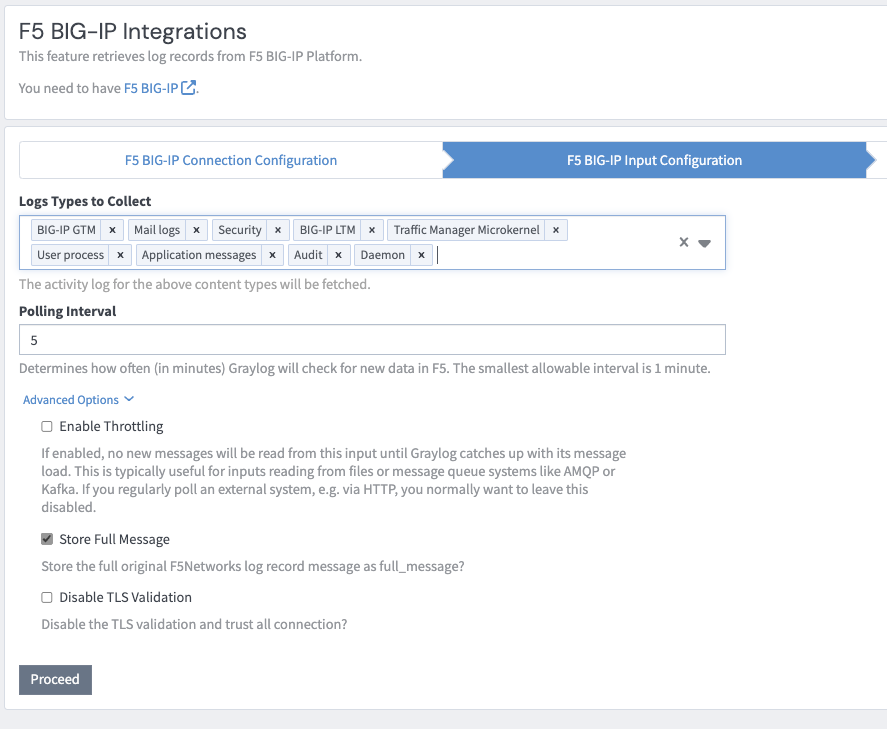 F5 BIG-IP Integrations
This feature retrieves log records from F5 BIG-IP Platform.
You need to have F5 BIG-IP.
F5 BIG-IP Connection Configuration
F5 BIG-IP Input Configuration
Logs Types to Collect
BIG-IP GTM × Mail logs × Security × BIG-IP LTM × Traffic Manager Microkernel ×
User process × Application messages × Audit × Daemon ×
The activity log for the above content types will be fetched.
Polling Interval
5
Determines how often (in minutes) Graylog will check for new data in F5. The smallest allowable interval is 1 minute.
Advanced Options
Enable Throttling
If enabled, no new messages will be read from this input until Graylog catches up with its message
load. This is typically useful for inputs reading from files or message queue systems like AMQP or
Kafka. If you regularly poll an external system, e.g. via HTTP, you normally want to leave this
disabled.
Store Full Message
Store the full original F5Networks log record message as full_message?
Disable TLS Validation
Disable the TLS validation and trust all connection?
Proceed